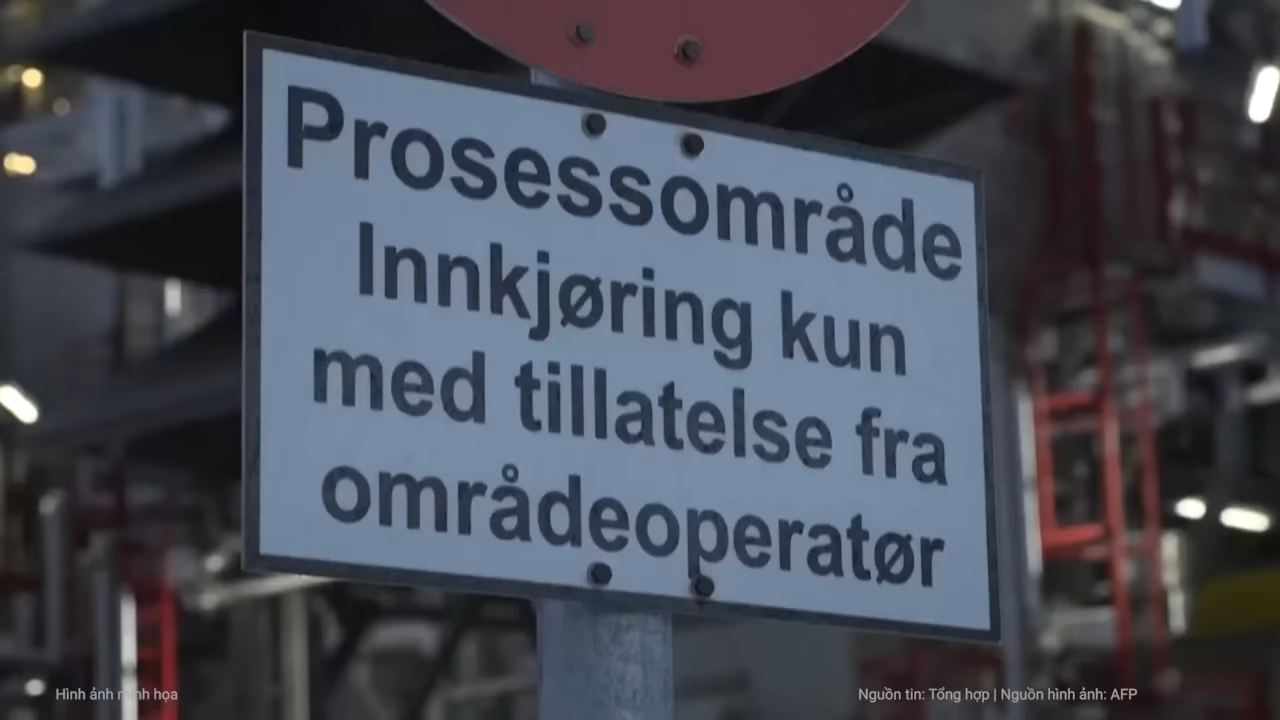 Prosessområde
Innkjøring kun
med tillatelse fra
områdeoperatør
Hình ảnh minh họa
Nguồn tin: Tổng hợp | Nguồn hình ảnh: AFP